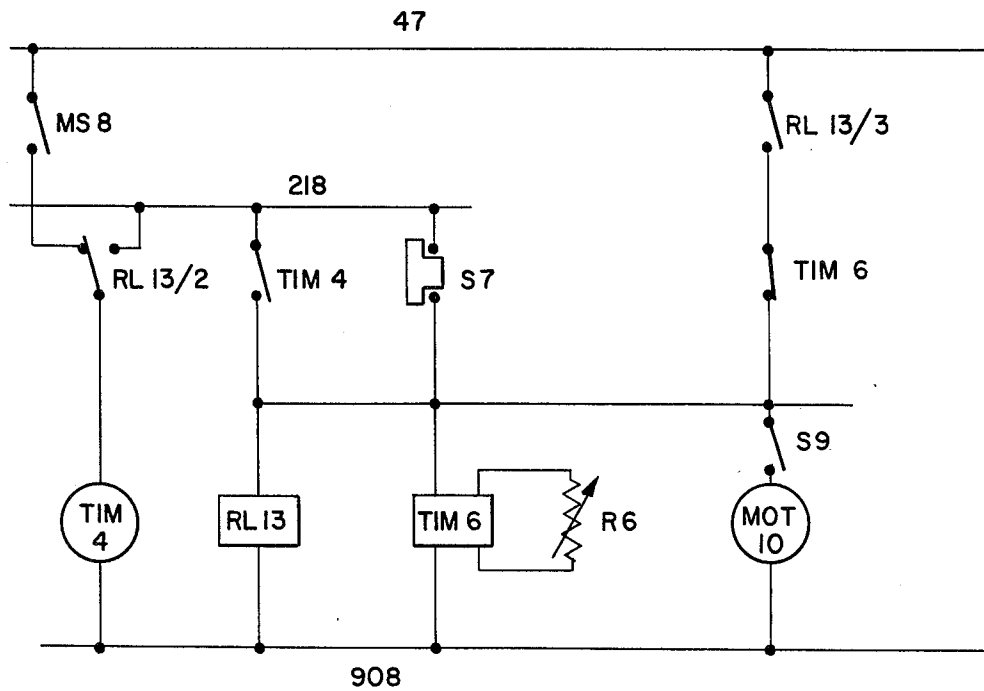 47
MS 8
RL 13/3
218
RL 13/2
TIM 4
S7
TIM 6
S9
TIM
4
RL 13
TIM 6
R6
MOT
10
908